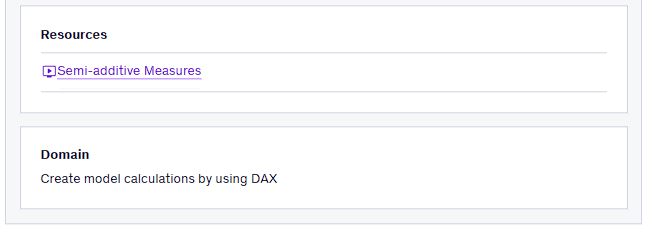 Resources
Semi-additive Measures
Domain
Create model calculations by using DAX